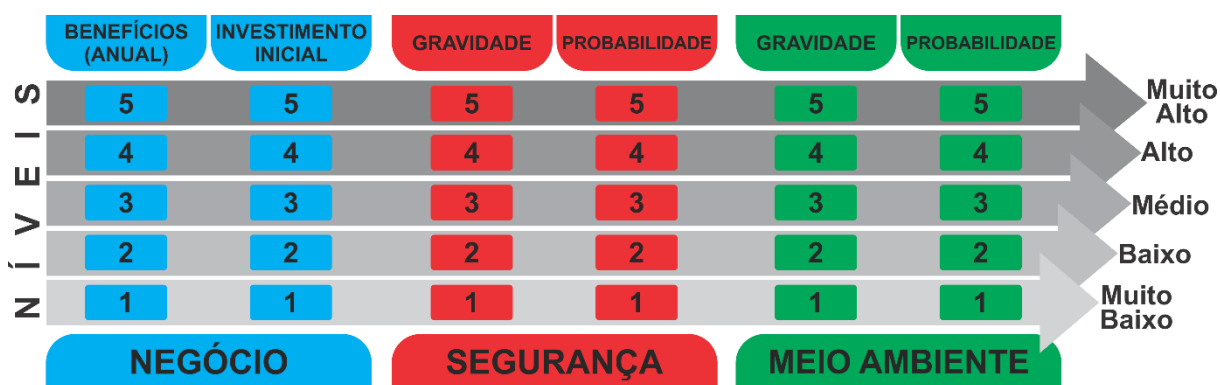 BENEFÍCIOS
(ANUAL)
INVESTIMENTO
INICIAL
GRAVIDADE
PROBABILIDADE
GRAVIDADE
PROBABILIDADE
NÍVEIS
5 5 5 5 5 5 Muito
Alto
4 4 4 4 4 4 Alto
3 3 3 3 3 3 Médio
2 2 2 2 2 2 Baixo
1 1 1 1 1 1 Muito
Baixo
NEGÓCIO
SEGURANÇA
MEIO AMBIENTE